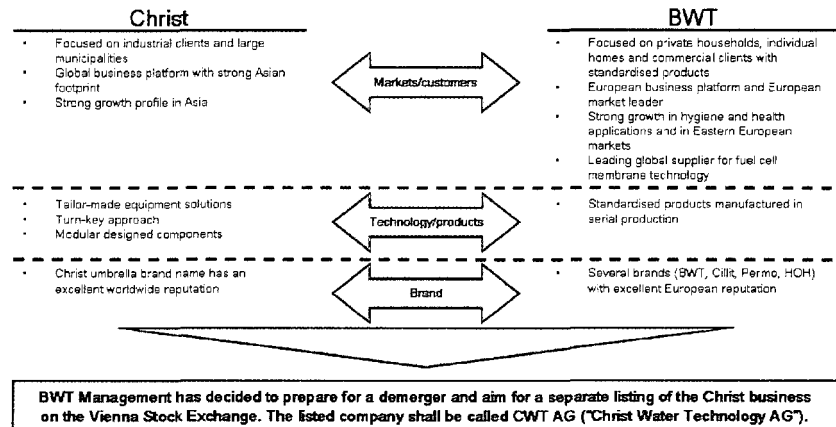 Christ
BWT
• Focused on industrial clients and large
municipalities
• Global business platform with strong Asian
footprint
• Strong growth profile in Asia
Markets/customers
• Focused on private households, individual
homes and commercial clients with
standardised products
• European business platform and European
market leader
• Strong growth in hygiene and health
applications and in Eastern European
markets
• Leading global supplier for fuel cell
membrane technology
• Tailor-made equipment solutions
• Turn-key approach
• Modular designed components
Technology/products
• Standardised products manufactured in
serial production
• Christ umbrella brand name has an
excellent worldwide reputation
Brand
• Several brands (BWT, Cillit, Permo, HOH)
with excellent European reputation
BWT Management has decided to prepare for a demerger and aim for a separate listing of the Christ business
on the Vienna Stock Exchange. The listed company shall be called CWT AG ("Christ Water Technology AG").